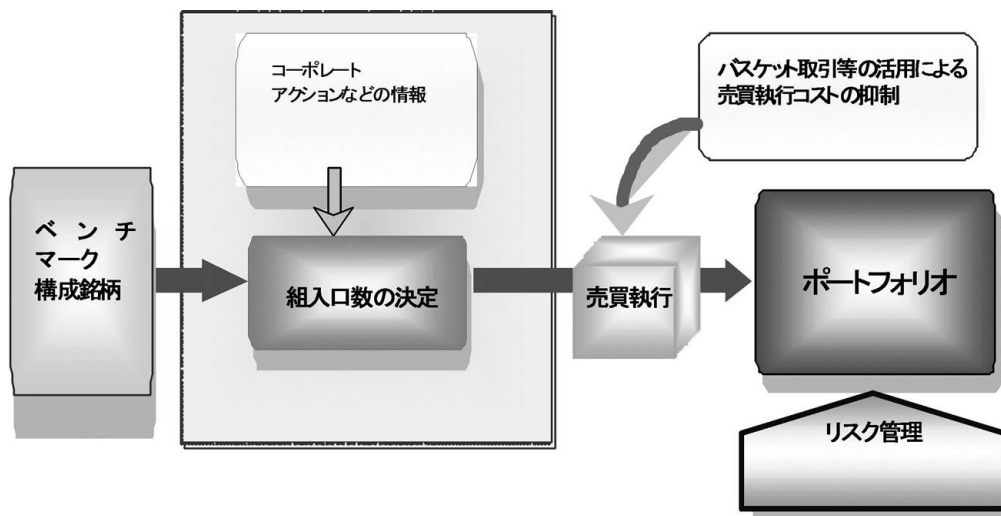 コーポレート
アクションなどの情報
バスケット取引等の活用による
売買執行コストの抑制
ベンチ
マーク
構成銘柄
組入口数の決定
売買執行
ポートフォリオ
リスク管理